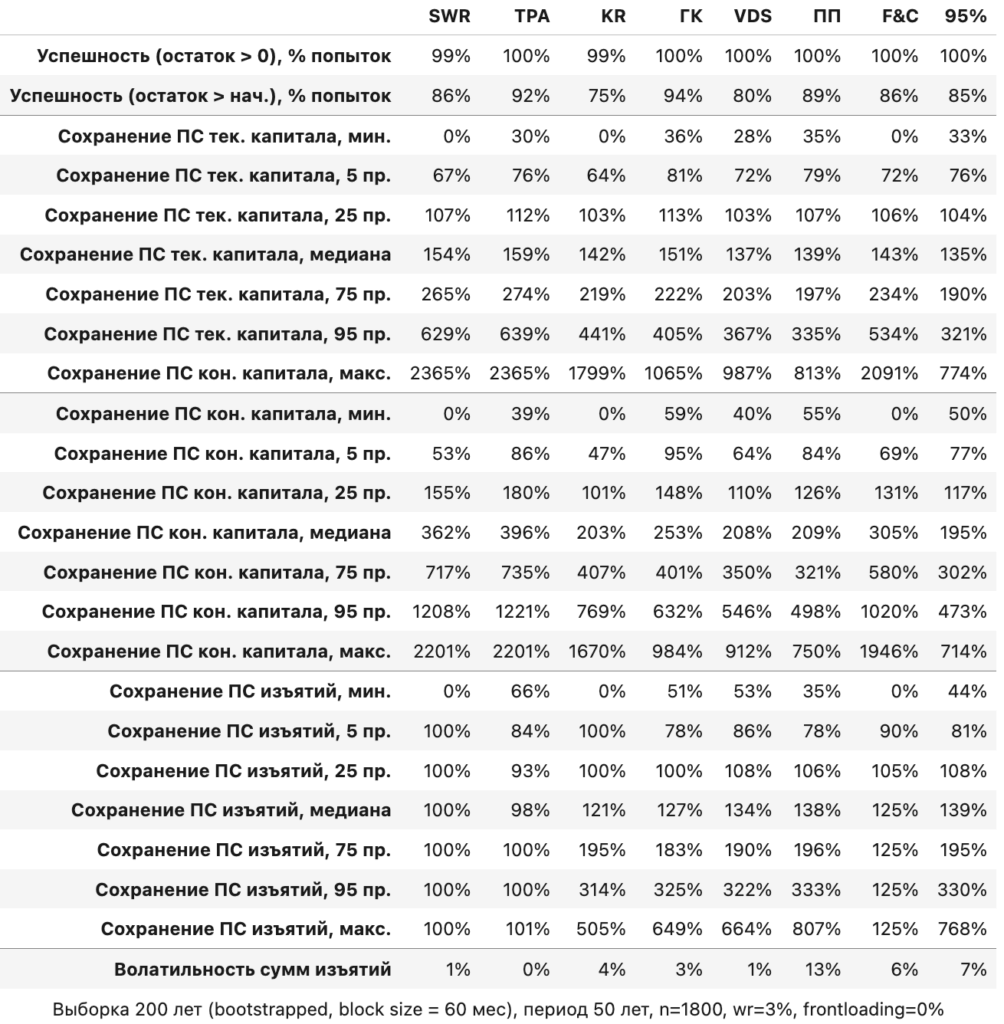 SWR TPA KR ГК VDS ПП F&C 95%
Успешность (остаток > 0), % попыток 99% 100% 99% 100% 100% 100% 100% 100%
Успешность (остаток > нач.), % попыток 86% 92% 75% 94% 80% 89% 86% 85%
Сохранение ПС тек. капитала, мин. 0% 30% 0% 36% 28% 35% 0% 33%
Сохранение ПС тек. капитала, 5 пр. 67% 76% 64% 81% 72% 79% 72% 76%
Сохранение ПС тек. капитала, 25 пр. 107% 112% 103% 113% 103% 107% 106% 104%
Сохранение ПС тек. капитала, медиана 154% 159% 142% 151% 137% 139% 143% 135%
Сохранение ПС тек. капитала, 75 пр. 265% 274% 219% 222% 203% 197% 234% 190%
Сохранение ПС тек. капитала, 95 пр. 629% 639% 441% 405% 367% 335% 534% 321%
Сохранение ПС кон. капитала, макс. 2365% 2365% 1799% 1065% 987% 813% 2091% 774%
Сохранение ПС кон. капитала, мин. 0% 39% 0% 59% 40% 55% 0% 50%
Сохранение ПС кон. капитала, 5 пр. 53% 86% 47% 95% 64% 84% 69% 77%
Сохранение ПС кон. капитала, 25 пр. 155% 180% 101% 148% 110% 126% 131% 117%
Сохранение ПС кон. капитала, медиана 362% 396% 203% 253% 208% 209% 305% 195%
Сохранение ПС кон. капитала, 75 пр. 717% 735% 407% 401% 350% 321% 580% 302%
Сохранение ПС кон. капитала, 95 пр. 1208% 1221% 769% 632% 546% 498% 1020% 473%
Сохранение ПС кон. капитала, макс. 2201% 2201% 1670% 984% 912% 750% 1946% 714%
Сохранение ПС изъятий, мин. 0% 66% 0% 51% 53% 35% 0% 44%
Сохранение ПС изъятий, 5 пр. 100% 84% 100% 78% 86% 78% 90% 81%
Сохранение ПС изъятий, 25 пр. 100% 93% 100% 100% 108% 106% 105% 108%
Сохранение ПС изъятий, медиана 100% 98% 121% 127% 134% 138% 125% 139%
Сохранение ПС изъятий, 75 пр. 100% 100% 195% 183% 190% 196% 125% 195%
Сохранение ПС изъятий, 95 пр. 100% 100% 314% 325% 322% 333% 125% 330%
Сохранение ПС изъятий, макс. 100% 101% 505% 649% 664% 807% 125% 768%
Волатильность сумм изъятий 1% 0% 4% 3% 1% 13% 6% 7%
Выборка 200 лет (bootstrapped, block size = 60 мес), период 50 лет, n=1800, wr=3%, frontloading=0%